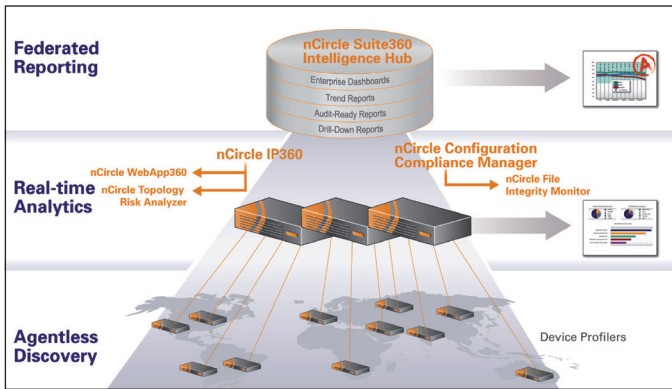 Federated
Reporting
nCircle Suite360
Intelligence Hub
Enterprise Dashboards
Trend Reports
Audit-Ready Reports
Drill-Down Reports
A
Real-time
Analytics
nCircle IP360
nCircle WebApp360
nCircle Topology
Risk Analyzer
nCircle Configuration
Compliance Manager
nCircle File
Integrity Monitor
Agentless
Discovery
Device Profilers